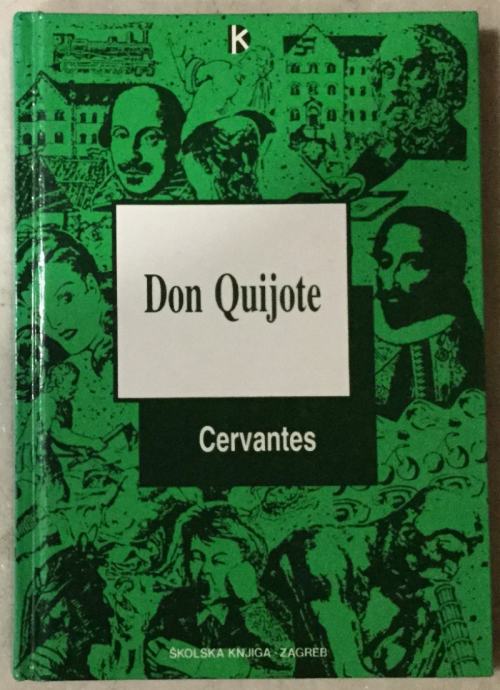 K
Don Quijote
Cervantes
ŠKOLSKA KNJIGA - ZAGREB